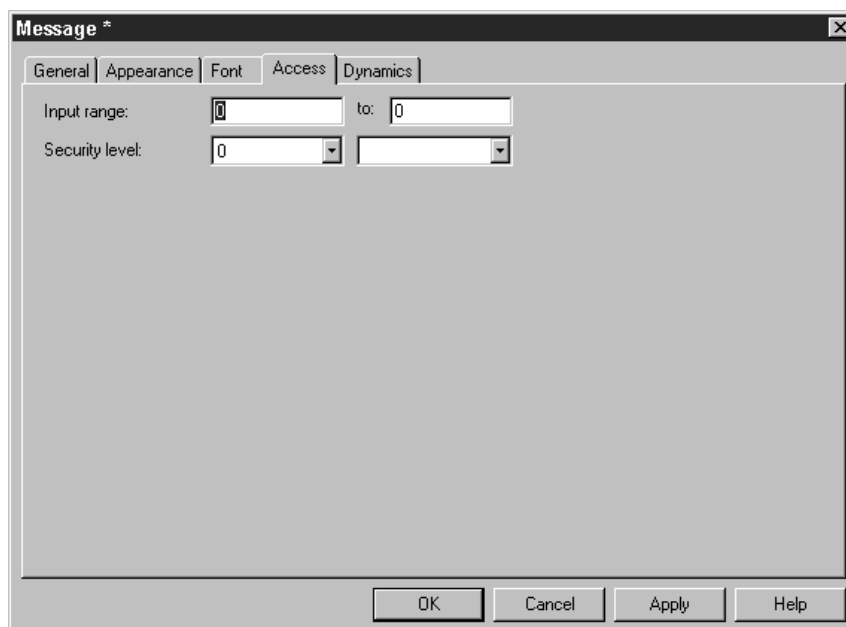 Message *
General Appearance Font Access Dynamics
Input range: 0 to: 0
Security level: 0
OK Cancel Apply Help